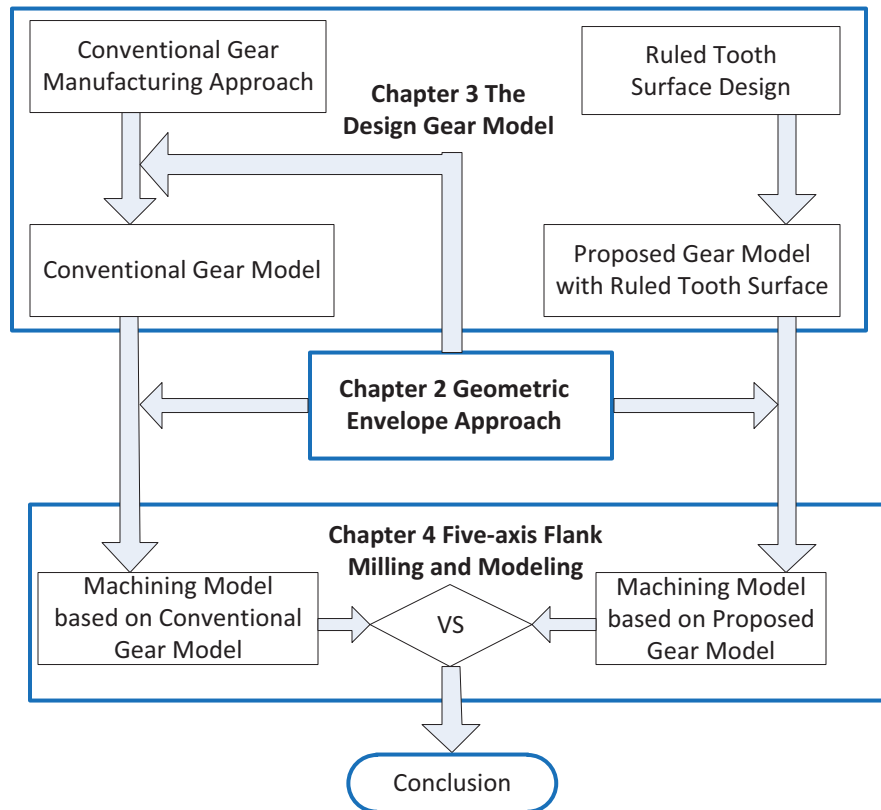 Conventional Gear
Manufacturing Approach
Ruled Tooth
Surface Design
Chapter 3 The
Design Gear Model
Conventional Gear Model
Proposed Gear Model
with Ruled Tooth Surface
Chapter 2 Geometric
Envelope Approach
Chapter 4 Five-axis Flank
Milling and Modeling
Machining Model
based on Conventional
Gear Model
VS
Machining Model
based on Proposed
Gear Model
Conclusion